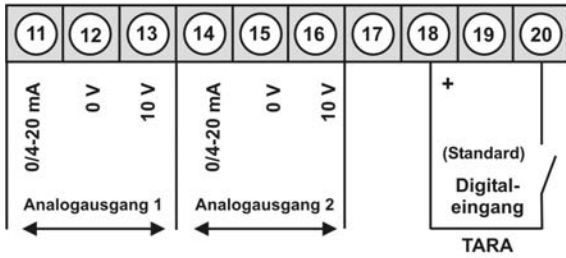 11 12 13 14 15 16 17 18 19 20
0/4-20 mA
0 V
10 V
0/4-20 mA
0 V
10 V
+
(Standard)
Digital-
eingang
Analogausgang 1
Analogausgang 2
TARA